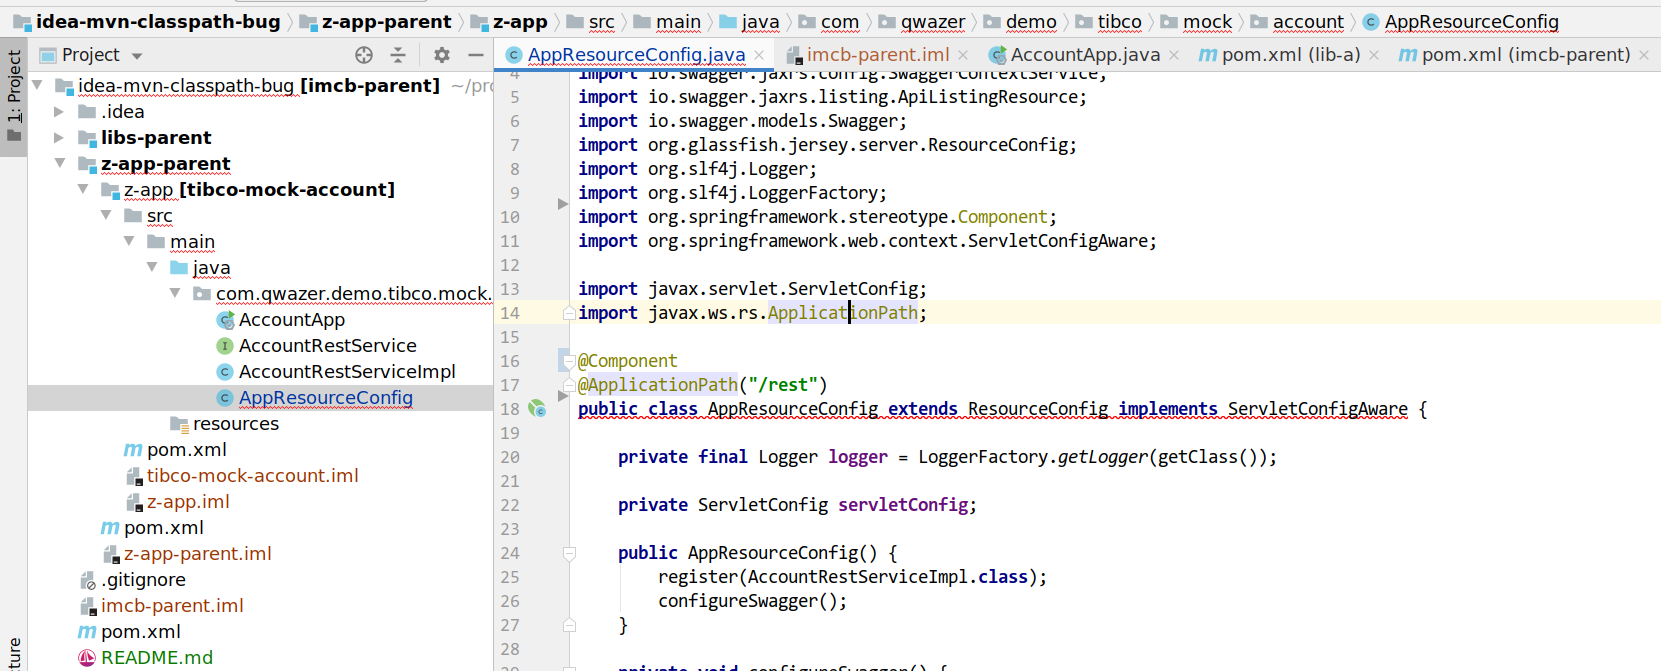 idea-mvn-classpath-bug z-app-parent z-app src main java com qwazer demo tibco mock account AppResourceConfig
1: Project
Project
AppResourceConfig.java imcb-parent.iml AccountApp.java pom.xml (lib-a) pom.xml (imcb-parent)
idea-mvn-classpath-bug [imcb-parent] ~/pro
.idea
libs-parent
z-app-parent
z-app [tibco-mock-account]
src
main
java
com.qwazer.demo.tibco.mock.
AccountApp
AccountRestService
AccountRestServiceImpl
AppResourceConfig
resources
pom.xml
tibco-mock-account.iml
z-app.iml
pom.xml
z-app-parent.iml
.gitignore
imcb-parent.iml
pom.xml
README.md
4 import io.swagger.jaxrs.config.SwaggerContextService;
5 import io.swagger.jaxrs.listing.ApiListingResource;
6 import io.swagger.models.Swagger;
7 import org.glassfish.jersey.server.ResourceConfig;
8 import org.slf4j.Logger;
9 import org.slf4j.LoggerFactory;
10 import org.springframework.stereotype.Component;
11 import org.springframework.web.context.ServletConfigAware;
12
13 import javax.servlet.ServletConfig;
14 import javax.ws.rs.ApplicationPath;
15
16 @Component
17 @ApplicationPath("/rest")
18 public class AppResourceConfig extends ResourceConfig implements ServletConfigAware {
19
20 private final Logger logger = LoggerFactory.getLogger(getClass());
21
22 private ServletConfig servletConfig;
23
24 public AppResourceConfig() {
25 register(AccountRestServiceImpl.class);
26 configureSwagger();
27 }
28
29 private void configureSwagger() {
ture